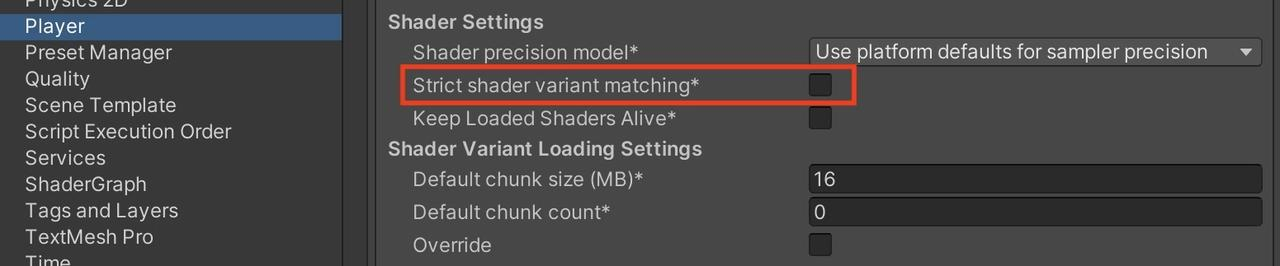 Physics 2D
Player
Preset Manager
Quality
Scene Template
Script Execution Order
Services
ShaderGraph
Tags and Layers
TextMesh Pro
Time
Shader Settings
Shader precision model* Use platform defaults for sampler precision
Strict shader variant matching*
Keep Loaded Shaders Alive*
Shader Variant Loading Settings
Default chunk size (MB)* 16
Default chunk count* 0
Override